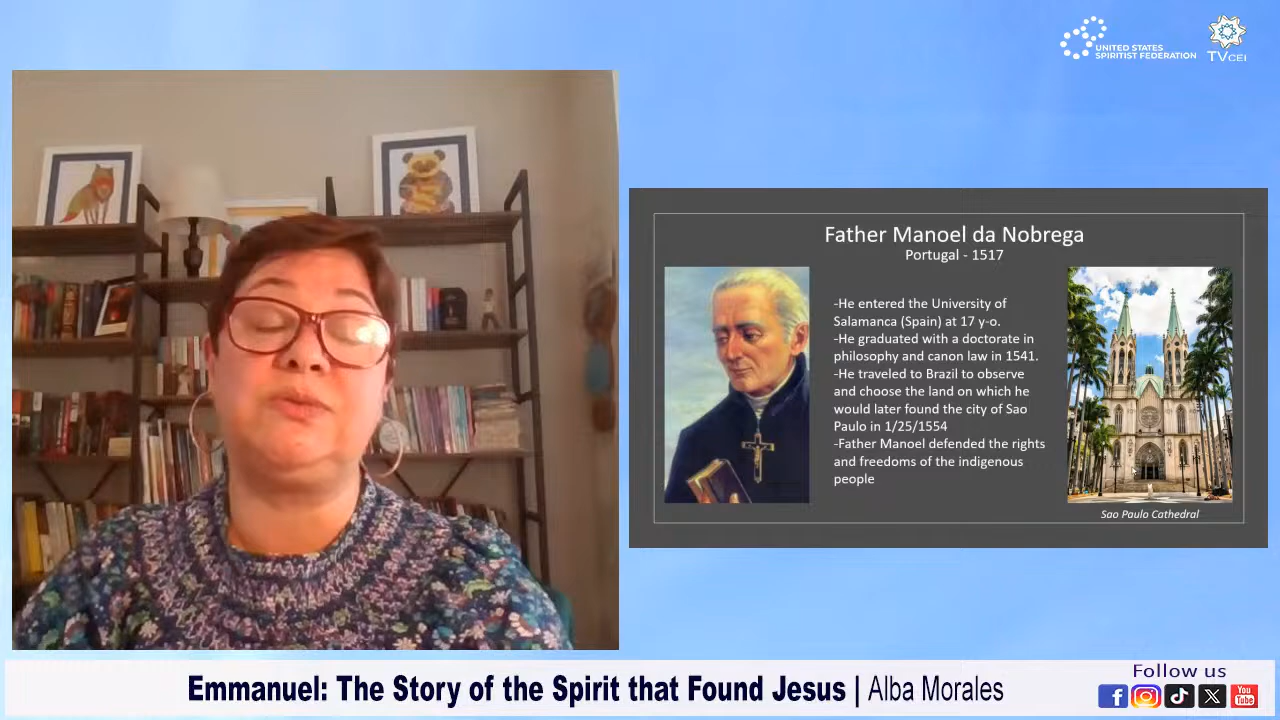 UNITED STATES
SPIRITIST FEDERATION
TVCEI
Father Manoel da Nobrega
Portugal - 1517
-He entered the University of
Salamanca (Spain) at 17 y-o.
-He graduated with a doctorate in
philosophy and canon law in 1541.
-He traveled to Brazil to observe
and choose the land on which he
would later found the city of Sao
Paulo in 1/25/1554
-Father Manoel defended the rights
and freedoms of the indigenous
people
Sao Paulo Cathedral
Emmanuel: The Story of the Spirit that Found Jesus | Alba Morales
Follow us
You
Tube